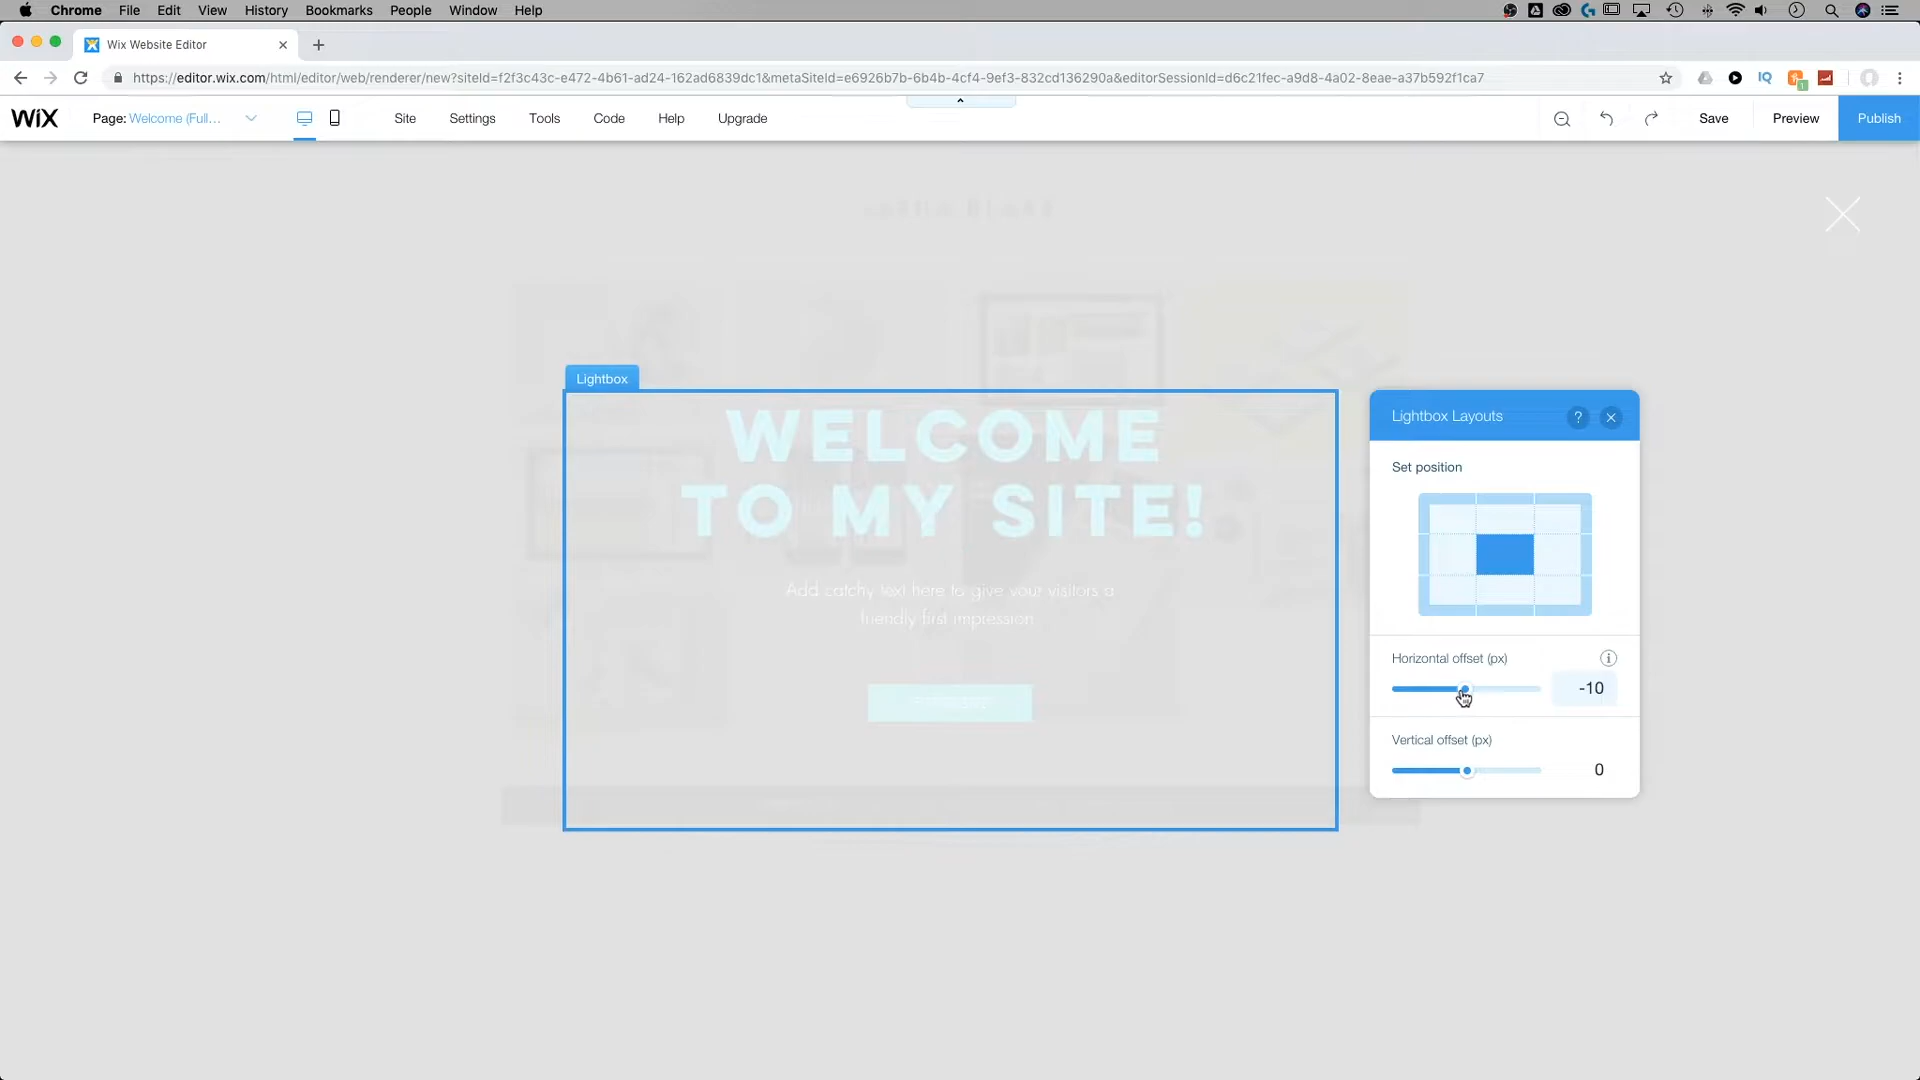 Chrome File Edit View History Bookmarks People Window Help
Wix Website Editor
https://editor.wix.com/html/editor/web/renderer/new?siteId=f2f3c43c-e472-4b61-ad24-162ad6839dc1&metaSiteId=e6926b7b-6b4b-4cf4-9ef3-832cd136290a&editorSessionId=d6c21fec-a9d8-4a02-8eae-a37b592f1ca7
IQ
1
WiX Page: Welcome (Full... Site Settings Tools Code Help Upgrade Save Preview Publish
Lightbox
WELCOME
TO MY SITE!
Add catchy text here to give your visitors a
friendly first impression
Lightbox Layouts ?
Set position
Horizontal offset (px) i
-10
Vertical offset (px)
0